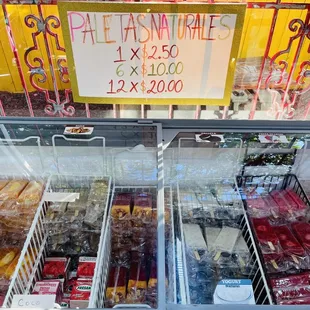 PALETAS NATURALES
1 X $2.50
6 X $10.00
12 X $20.00
COCO
YOGURT